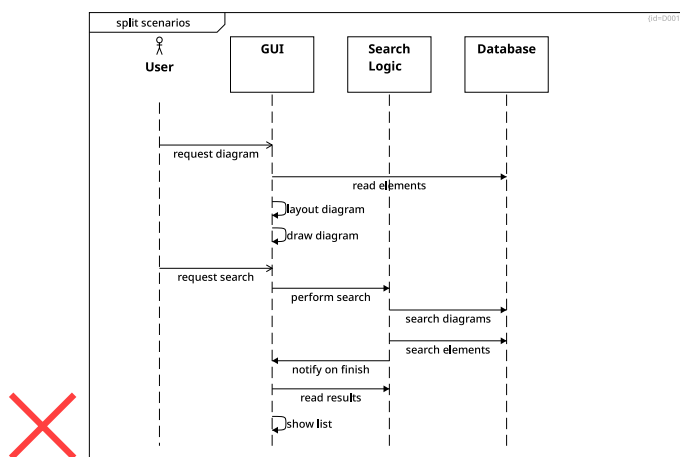 split scenarios
(id=D001
User
GUI
Search
Logic
Database
request diagram
read elements
layout diagram
draw diagram
request search
perform search
search diagrams
search elements
notify on finish
read results
show list